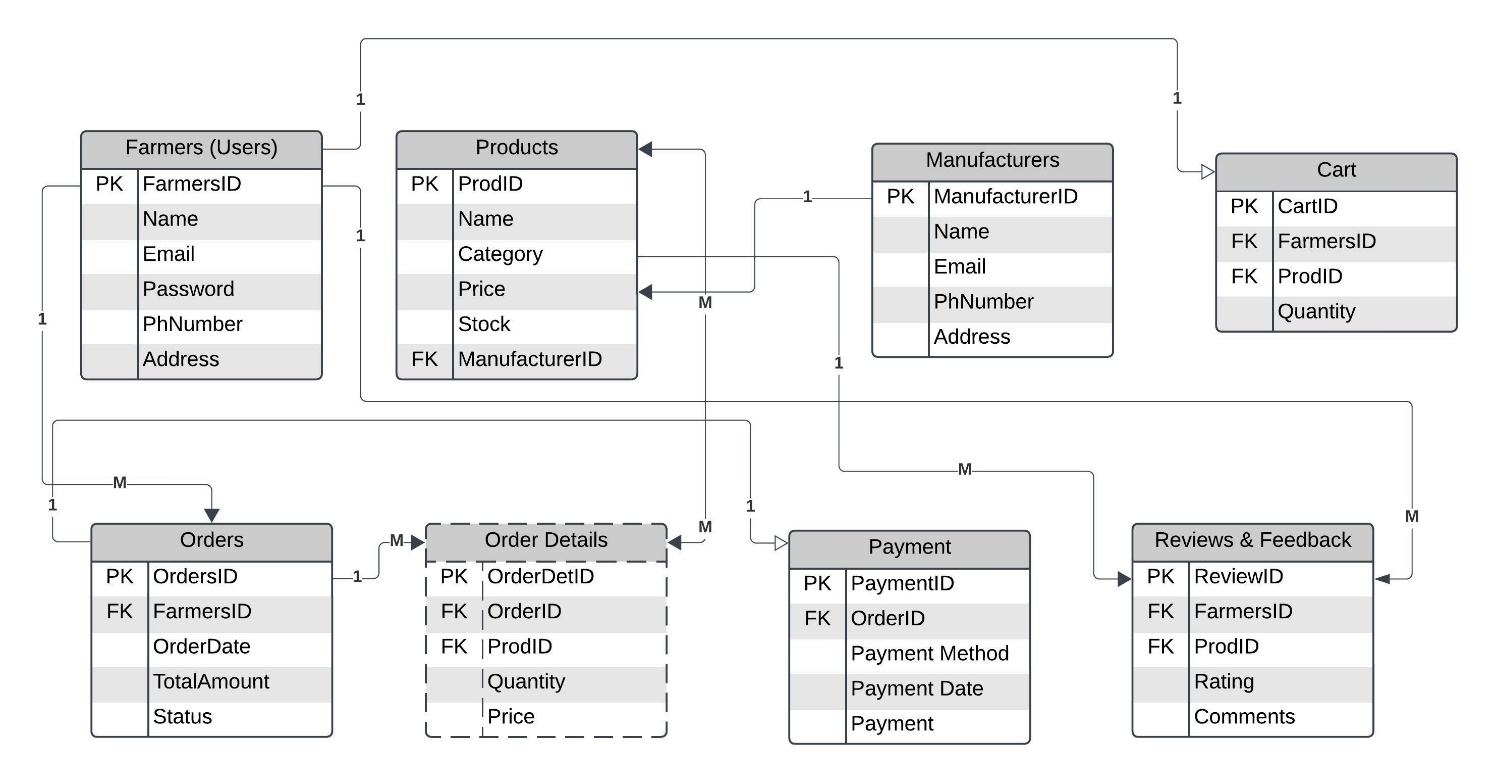 1
1
Farmers (Users)
PK FarmersID
Name
Email
Password
PhNumber
Address
Products
PK ProdID
Name
Category
Price
Stock
FK ManufacturerID
Manufacturers
PK ManufacturerID
Name
Email
PhNumber
Address
Cart
PK CartID
FK FarmersID
FK ProdID
Quantity
1
1
M
1
1
M
M
1
1
M
M
Orders
PK OrdersID
FK FarmersID
OrderDate
TotalAmount
Status
1
M
Order Details
PK OrderDetID
FK OrderID
FK ProdID
Quantity
Price
1
Payment
PK PaymentID
FK OrderID
Payment Method
Payment Date
Payment
Reviews & Feedback
PK ReviewID
FK FarmersID
FK ProdID
Rating
Comments